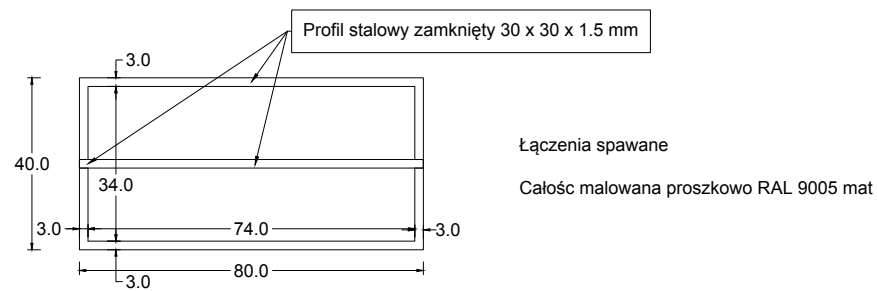 Profil stalowy zamknięty 30 x 30 x 1.5 mm
3.0
40.0
34.0
3.0
74.0
3.0
80.0
3.0
Łączenia spawane
Całośc malowana proszkowo RAL 9005 mat